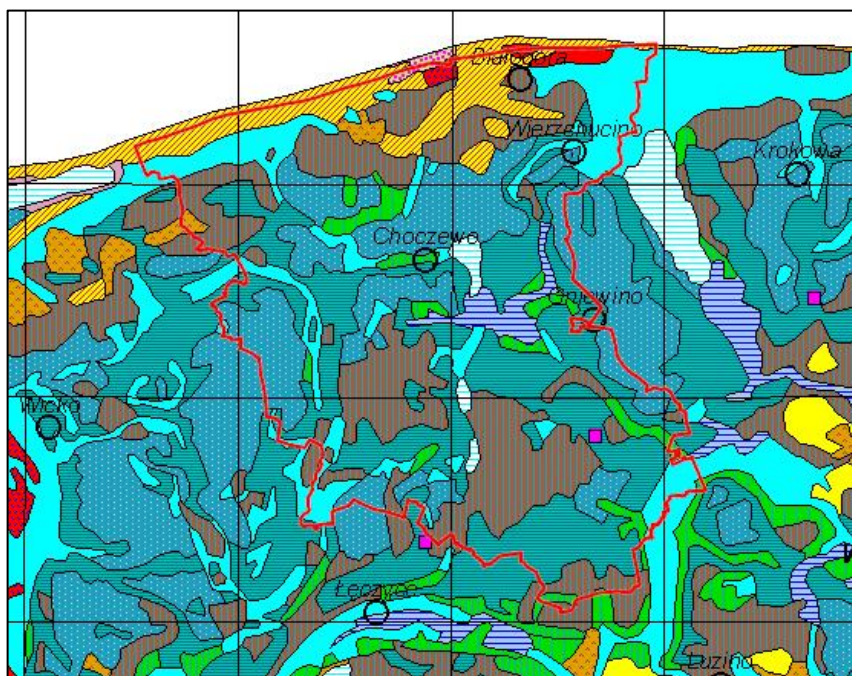 Białogóra
Wierzchucino
Krokowa
Choczewo
Gniewino
Wicko
Łęczyce
Luzino